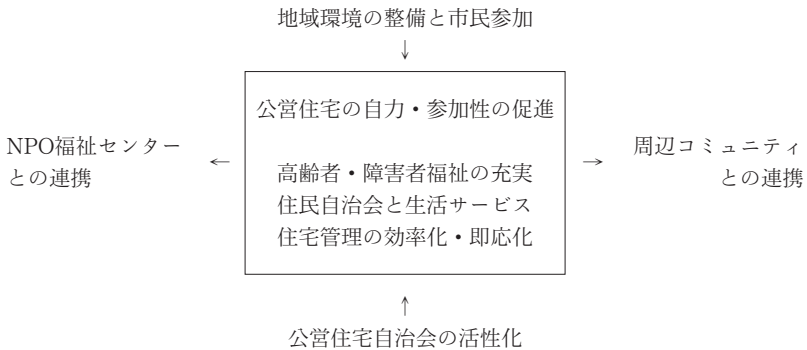 地域環境の整備と市民参加
↓
公営住宅の自力・参加性の促進
NPO福祉センター
との連携
←
高齢者・障害者福祉の充実
住民自治会と生活サービス
住宅管理の効率化・即応化
→
周辺コミュニティ
との連携
↑
公営住宅自治会の活性化